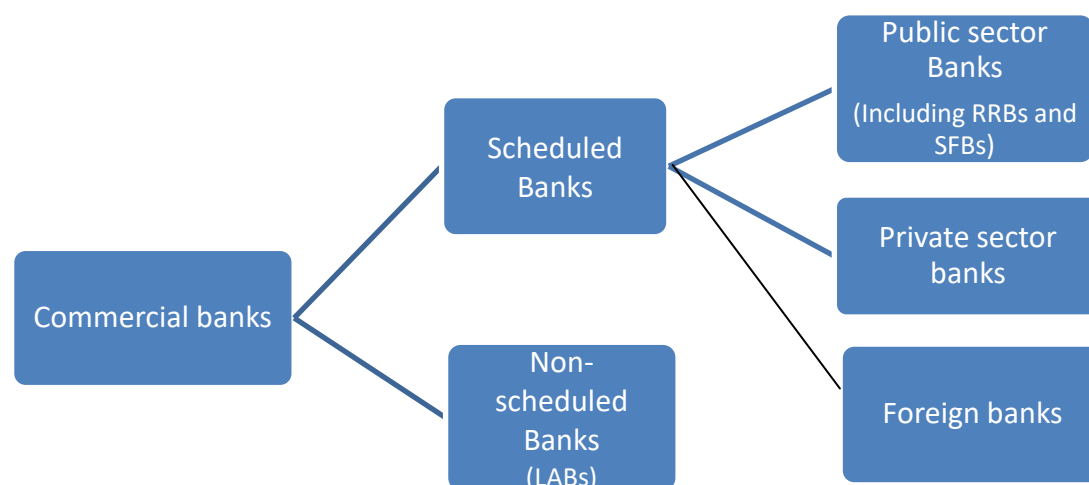 Commercial banks
Scheduled
Banks
Non-
scheduled
Banks
(LABs)
Public sector
Banks
(Including RRBs and
SFBs)
Private sector
banks
Foreign banks